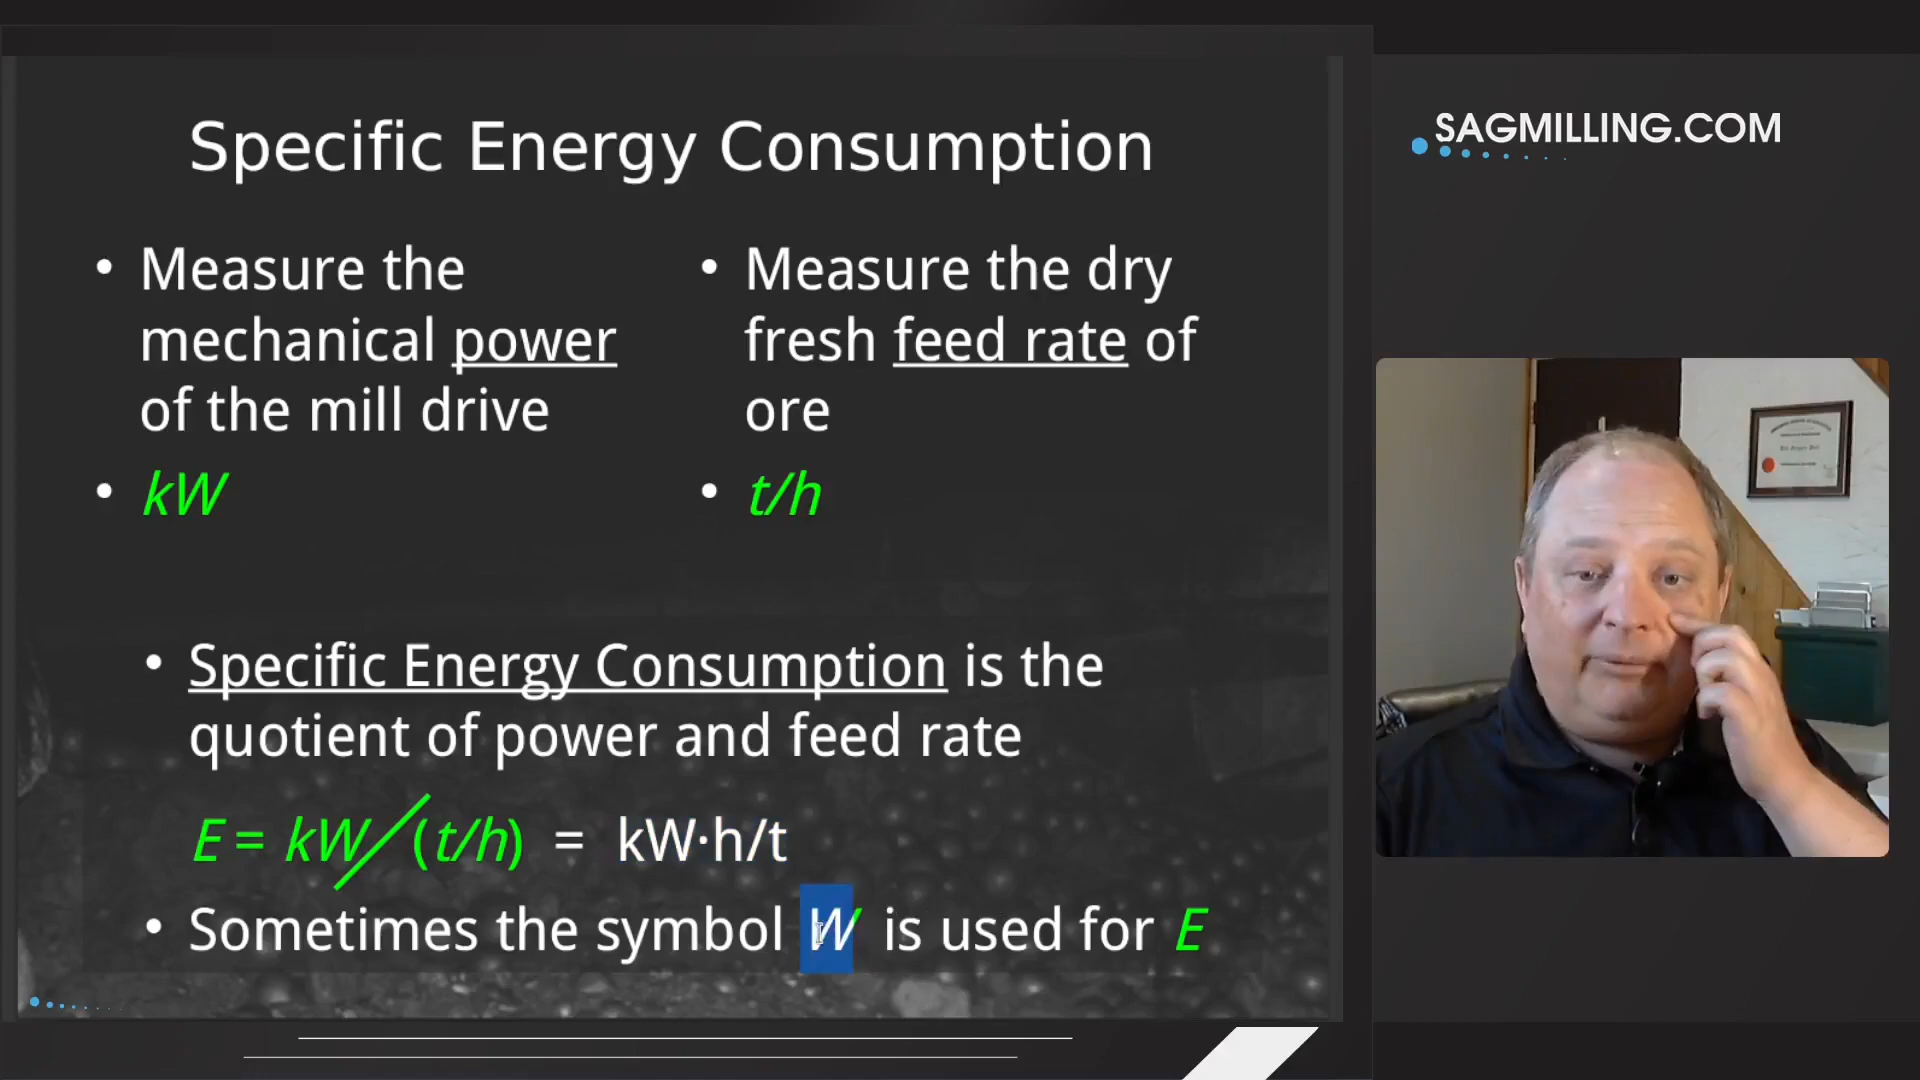 Specific Energy Consumption
• Measure the
mechanical power
of the mill drive
• kW
• Measure the dry
fresh feed rate of
ore
• t/h
• Specific Energy Consumption is the
quotient of power and feed rate
E = kW/(t/h) = kW·h/t
• Sometimes the symbol W is used for E
SAGMILLING.COM